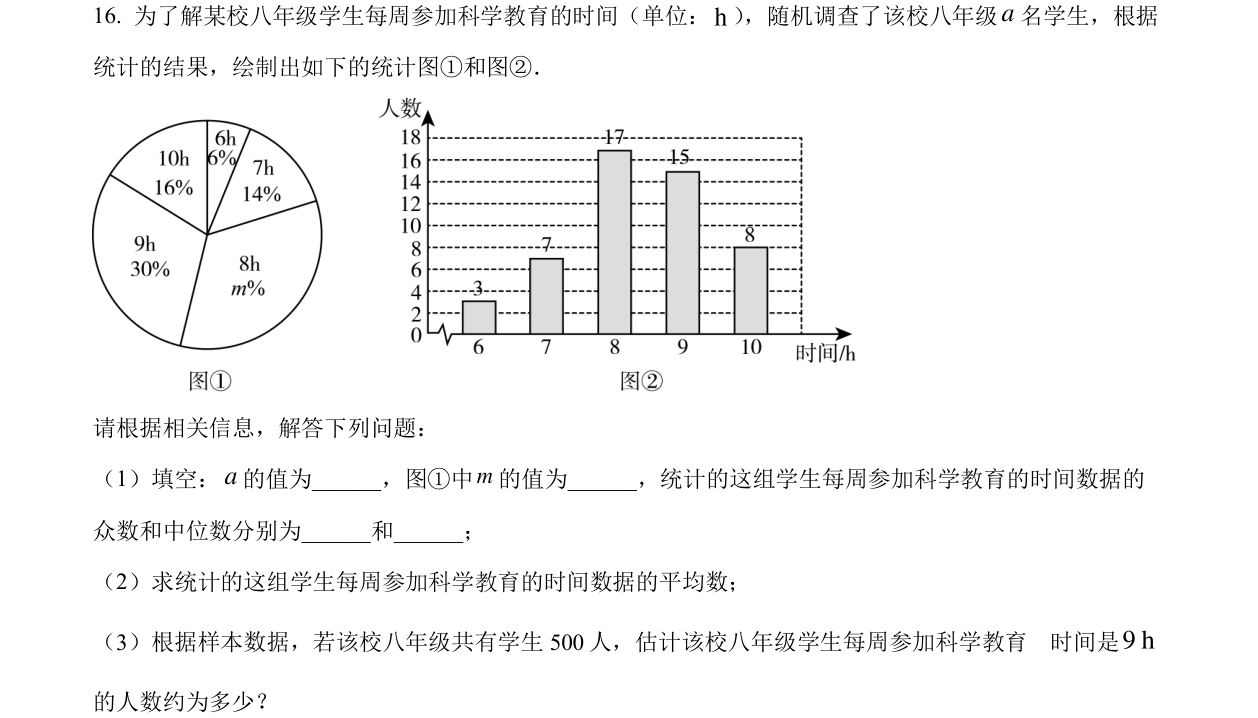 16. 为了解某校八年级学生每周参加科学教育的时间（单位：h），随机调查了该校八年级a名学生，根据
统计的结果，绘制出如下的统计图①和图②．
6h
6%
7h
14%
8h
m%
9h
30%
10h
16%
图①
人数
18
16
14
12
10
8
6
4
2
0
3
7
17
15
8
6
7
8
9
10
时间/h
图②
请根据相关信息，解答下列问题：
（1）填空：a的值为______，图①中m的值为______，统计的这组学生每周参加科学教育的时间数据的
众数和中位数分别为______和______；
（2）求统计的这组学生每周参加科学教育的时间数据的平均数；
（3）根据样本数据，若该校八年级共有学生500人，估计该校八年级学生每周参加科学教育 时间是9 h
的人数约为多少？